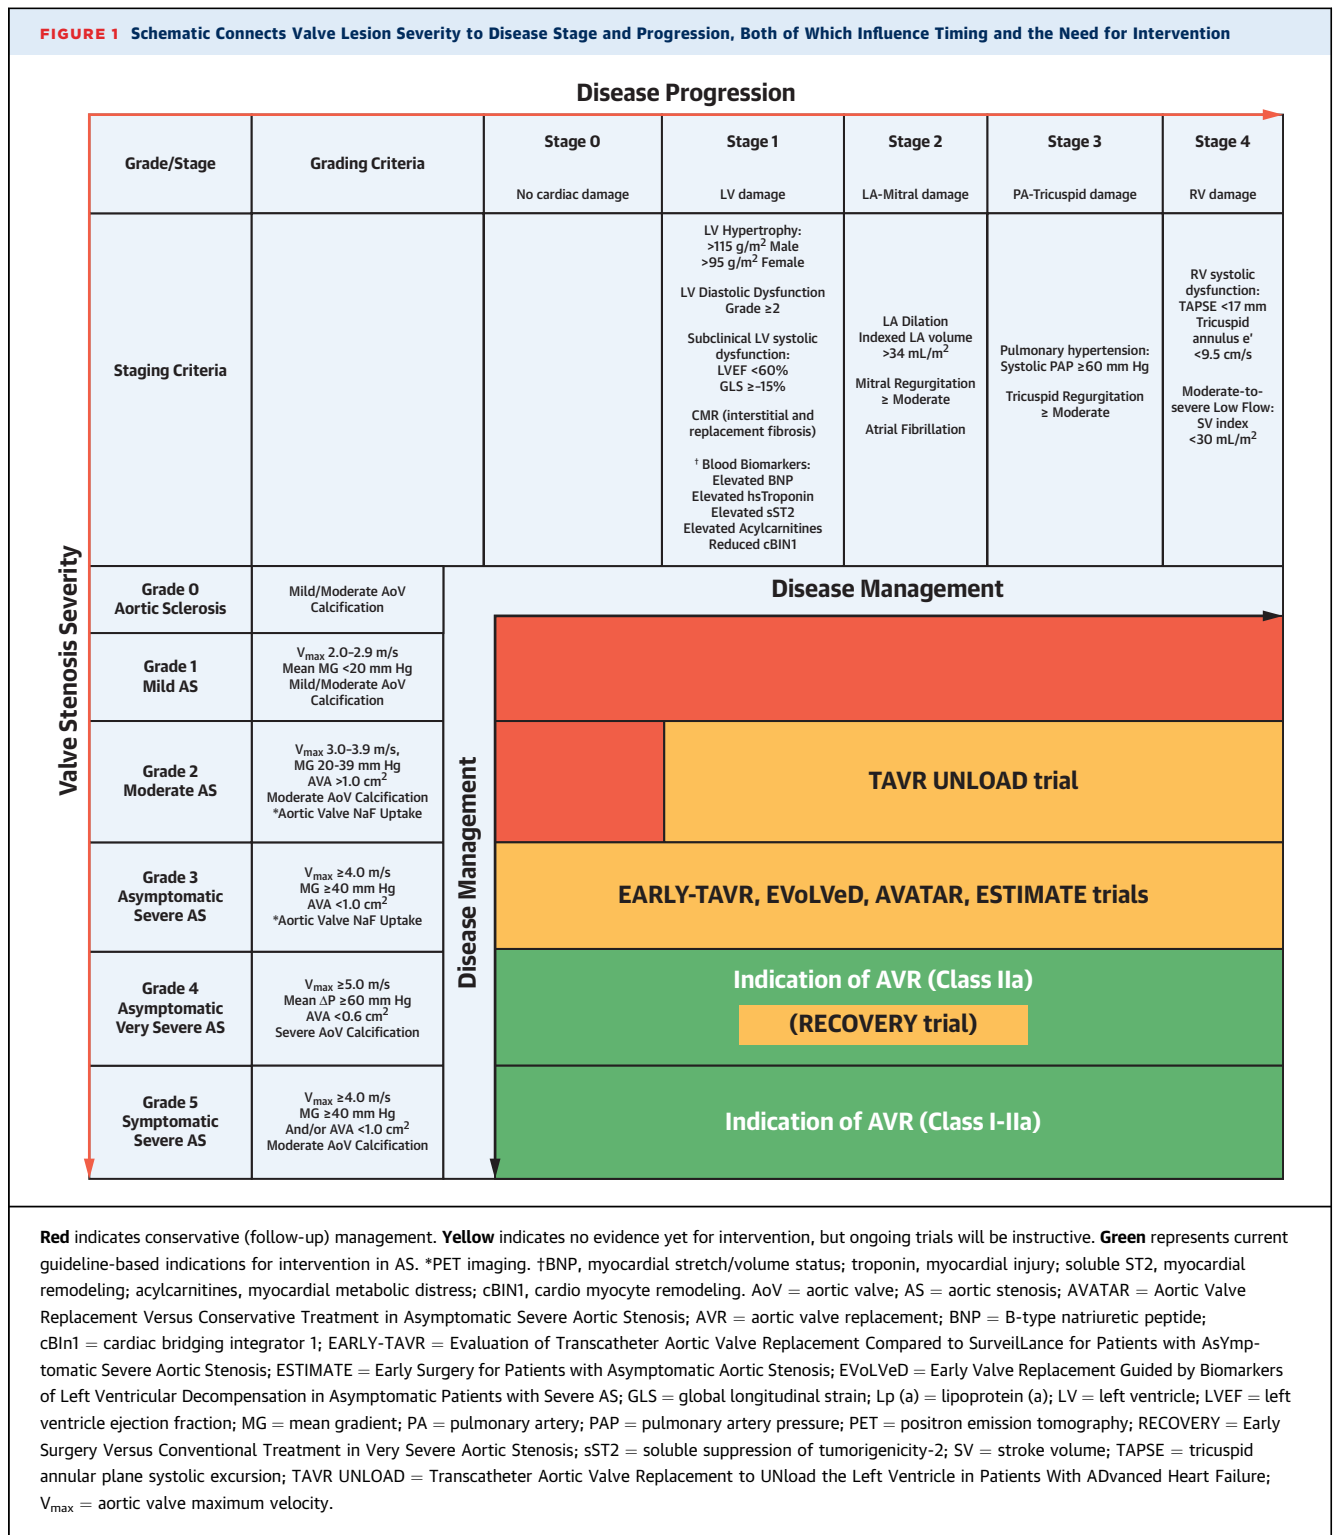 FIGURE 1 Schematic Connects Valve Lesion Severity to Disease Stage and Progression, Both of Which Influence Timing and the Need for Intervention
Disease Progression
Grade/Stage
Grading Criteria
Stage 0
No cardiac damage
Stage 1
LV damage
Stage 2
LA-Mitral damage
Stage 3
PA-Tricuspid damage
Stage 4
RV damage
Valve Stenosis Severity
Staging Criteria
LV Hypertrophy:
>115 g/m² Male
>95 g/m² Female
LV Diastolic Dysfunction
Grade ≥2
Subclinical LV systolic
dysfunction:
LVEF <60%
GLS ≥-15%
CMR (interstitial and
replacement fibrosis)
† Blood Biomarkers:
Elevated BNP
Elevated hsTroponin
Elevated sST2
Elevated Acylcarnitines
Reduced cBIN1
LA Dilation
Indexed LA volume
>34 mL/m²
Mitral Regurgitation
≥ Moderate
Atrial Fibrillation
Pulmonary hypertension:
Systolic PAP ≥60 mm Hg
Tricuspid Regurgitation
≥ Moderate
RV systolic
dysfunction:
TAPSE <17 mm
Tricuspid
annulus e'
<9.5 cm/s
Moderate-to-
severe Low Flow:
SV index
<30 mL/m²
Grade 0
Aortic Sclerosis
Mild/Moderate AoV
Calcification
Disease Management
Disease Management
Grade 1
Mild AS
Vmax 2.0-2.9 m/s
Mean MG <20 mm Hg
Mild/Moderate AoV
Calcification
Grade 2
Moderate AS
Vmax 3.0-3.9 m/s,
MG 20-39 mm Hg
AVA >1.0 cm²
Moderate AoV Calcification
*Aortic Valve NaF Uptake
TAVR UNLOAD trial
Grade 3
Asymptomatic
Severe AS
Vmax ≥4.0 m/s
MG ≥40 mm Hg
AVA <1.0 cm²
*Aortic Valve NaF Uptake
EARLY-TAVR, EVoLVeD, AVATAR, ESTIMATE trials
Grade 4
Asymptomatic
Very Severe AS
Vmax ≥5.0 m/s
Mean ΔP ≥60 mm Hg
AVA <0.6 cm²
Severe AoV Calcification
Indication of AVR (Class IIa)
(RECOVERY trial)
Grade 5
Symptomatic
Severe AS
Vmax ≥4.0 m/s
MG ≥40 mm Hg
And/or AVA <1.0 cm²
Moderate AoV Calcification
Indication of AVR (Class I-IIa)
Red indicates conservative (follow-up) management. Yellow indicates no evidence yet for intervention, but ongoing trials will be instructive. Green represents current
guideline-based indications for intervention in AS. *PET imaging. †BNP, myocardial stretch/volume status; troponin, myocardial injury; soluble ST2, myocardial
remodeling; acylcarnitines, myocardial metabolic distress; cBIN1, cardio myocyte remodeling. AoV = aortic valve; AS = aortic stenosis; AVATAR = Aortic Valve
Replacement Versus Conservative Treatment in Asymptomatic Severe Aortic Stenosis; AVR = aortic valve replacement; BNP = B-type natriuretic peptide;
cBIn1 = cardiac bridging integrator 1; EARLY-TAVR = Evaluation of Transcatheter Aortic Valve Replacement Compared to SurveilLance for Patients with AsYmp-
tomatic Severe Aortic Stenosis; ESTIMATE = Early Surgery for Patients with Asymptomatic Aortic Stenosis; EVoLVeD = Early Valve Replacement Guided by Biomarkers
of Left Ventricular Decompensation in Asymptomatic Patients with Severe AS; GLS = global longitudinal strain; Lp (a) = lipoprotein (a); LV = left ventricle; LVEF = left
ventricle ejection fraction; MG = mean gradient; PA = pulmonary artery; PAP = pulmonary artery pressure; PET = positron emission tomography; RECOVERY = Early
Surgery Versus Conventional Treatment in Very Severe Aortic Stenosis; sST2 = soluble suppression of tumorigenicity-2; SV = stroke volume; TAPSE = tricuspid
annular plane systolic excursion; TAVR UNLOAD = Transcatheter Aortic Valve Replacement to UNload the Left Ventricle in Patients With ADvanced Heart Failure;
Vmax = aortic valve maximum velocity.